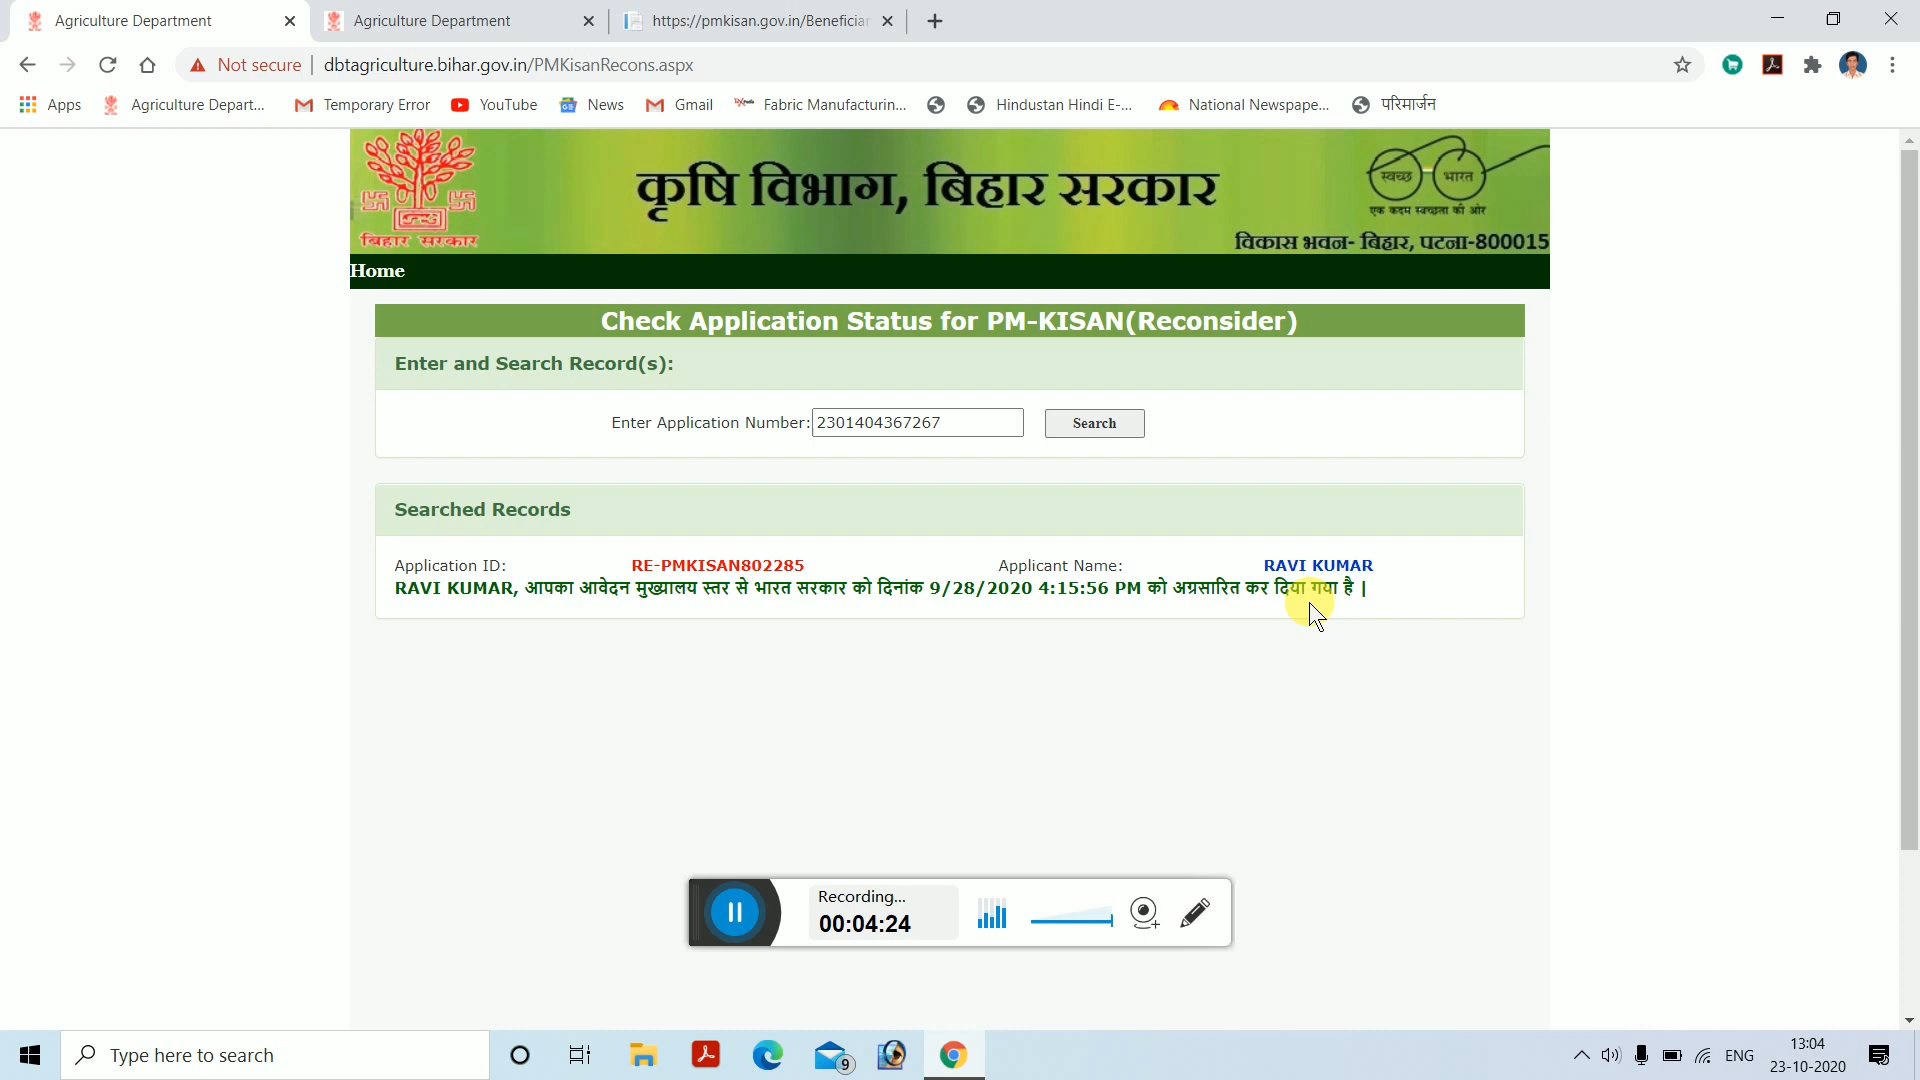 Agriculture Department
Agriculture Department
https://pmkisan.gov.in/Beneficiar
Not secure | dbtagriculture.bihar.gov.in/PMKisanRecons.aspx
Apps
Agriculture Depart...
Temporary Error
YouTube
News
Gmail
Fabric Manufacturin...
Hindustan Hindi E-...
National Newspape...
परिमार्जन
कृषि विभाग, बिहार सरकार
स्वच्छ भारत
एक कदम स्वच्छता की ओर
बिहार सरकार
विकास भवन- बिहार, पटना-800015
Home
Check Application Status for PM-KISAN(Reconsider)
Enter and Search Record(s):
Enter Application Number: 2301404367267 Search
Searched Records
Application ID: RE-PMKISAN802285 Applicant Name: RAVI KUMAR
RAVI KUMAR, आपका आवेदन मुख्यालय स्तर से भारत सरकार को दिनांक 9/28/2020 4:15:56 PM को अग्रसारित कर दिया गया है |
Recording...
00:04:24
Type here to search
9
ENG
13:04
23-10-2020